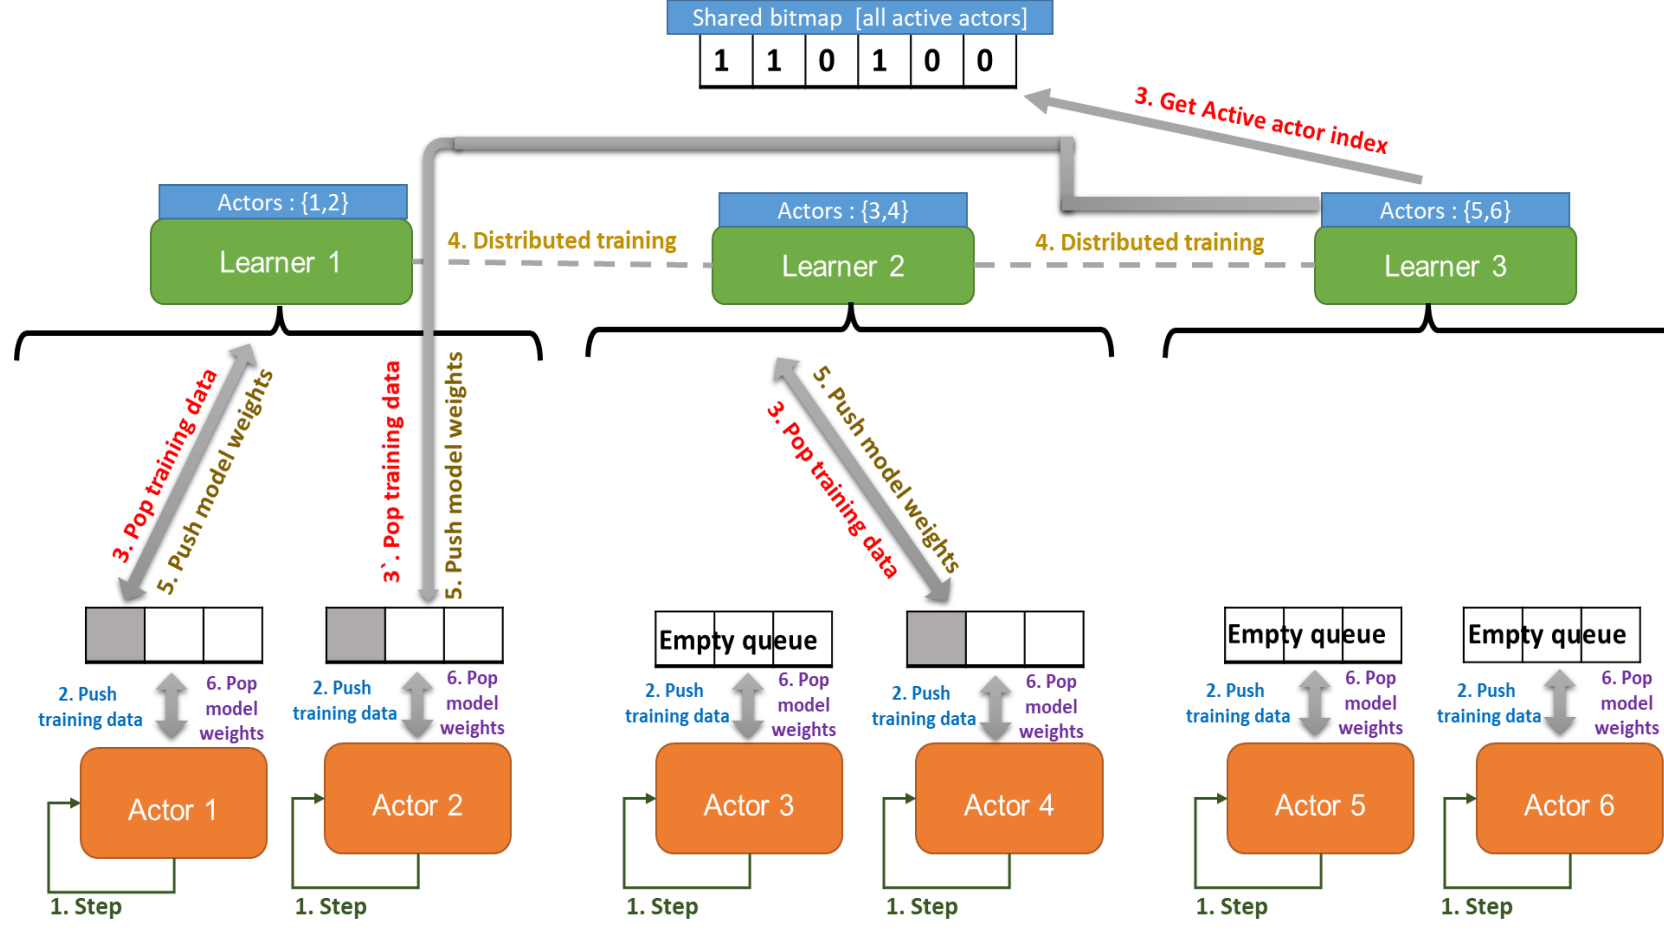 Shared bitmap [all active actors]
1 1 0 1 0 0
3. Get Active actor index
Actors : {1,2}
Actors : {3,4}
Actors : {5,6}
Learner 1
4. Distributed training
Learner 2
4. Distributed training
Learner 3
3. Pop training data
5. Push model weights
3`. Pop training data
5. Push model weights
3. Pop training data
5. Push model weights
Empty queue
Empty queue
Empty queue
2. Push
training data
6. Pop
model
weights
2. Push
training data
6. Pop
model
weights
2. Push
training data
6. Pop
model
weights
2. Push
training data
6. Pop
model
weights
2. Push
training data
6. Pop
model
weights
2. Push
training data
6. Pop
model
weights
Actor 1
Actor 2
Actor 3
Actor 4
Actor 5
Actor 6
1. Step
1. Step
1. Step
1. Step
1. Step
1. Step